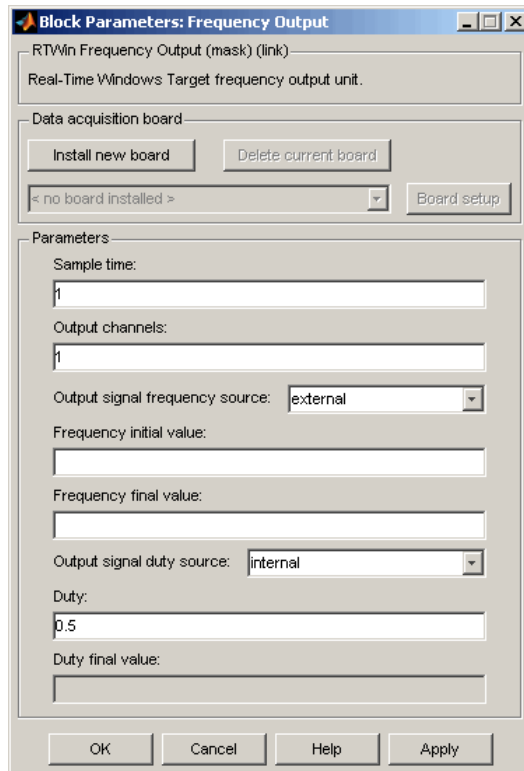 Block Parameters: Frequency Output
RTWin Frequency Output (mask) (link)
Real-Time Windows Target frequency output unit.
Data acquisition board
Install new board
Delete current board
< no board installed >
Board setup
Parameters
Sample time:
1
Output channels:
1
Output signal frequency source: external
Frequency initial value:
Frequency final value:
Output signal duty source: internal
Duty:
0.5
Duty final value:
OK Cancel Help Apply